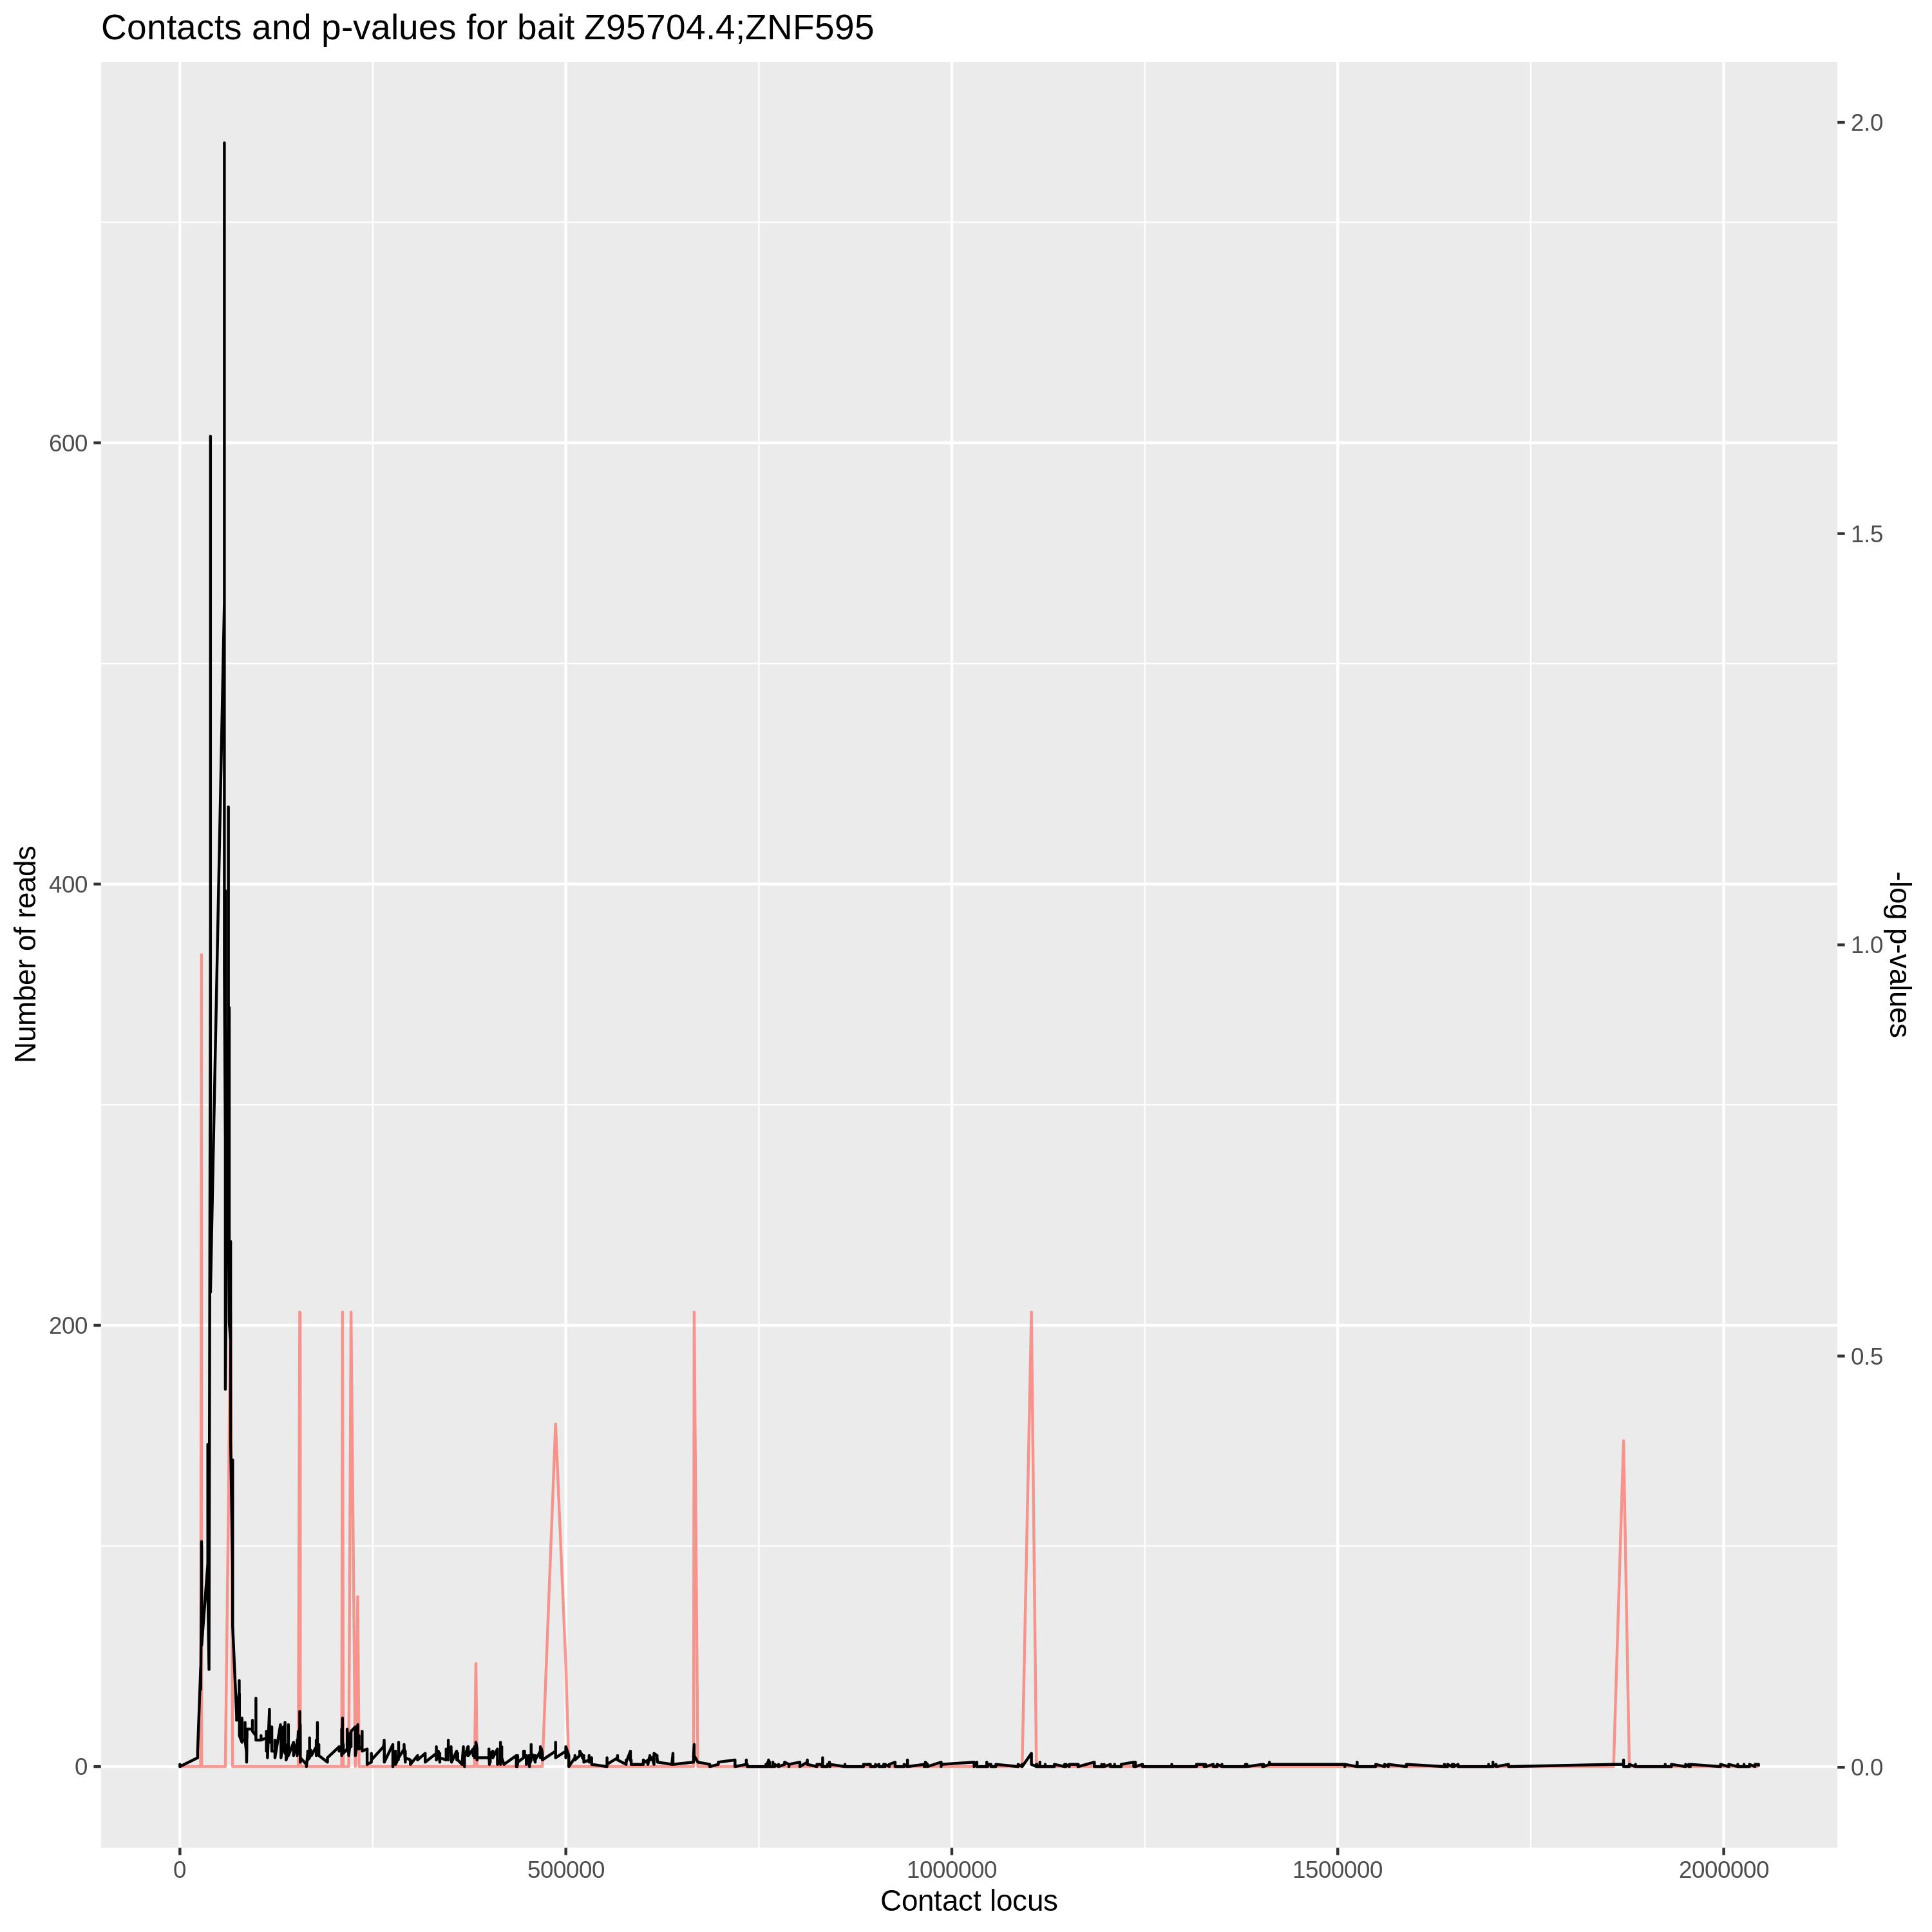 Contacts and p-values for bait Z95704.4;ZNF595
Number of reads
600
400
200
0
2.0
1.5
1.0
0.5
0.0
-log p-values
0 500000 1000000 1500000 2000000
Contact locus